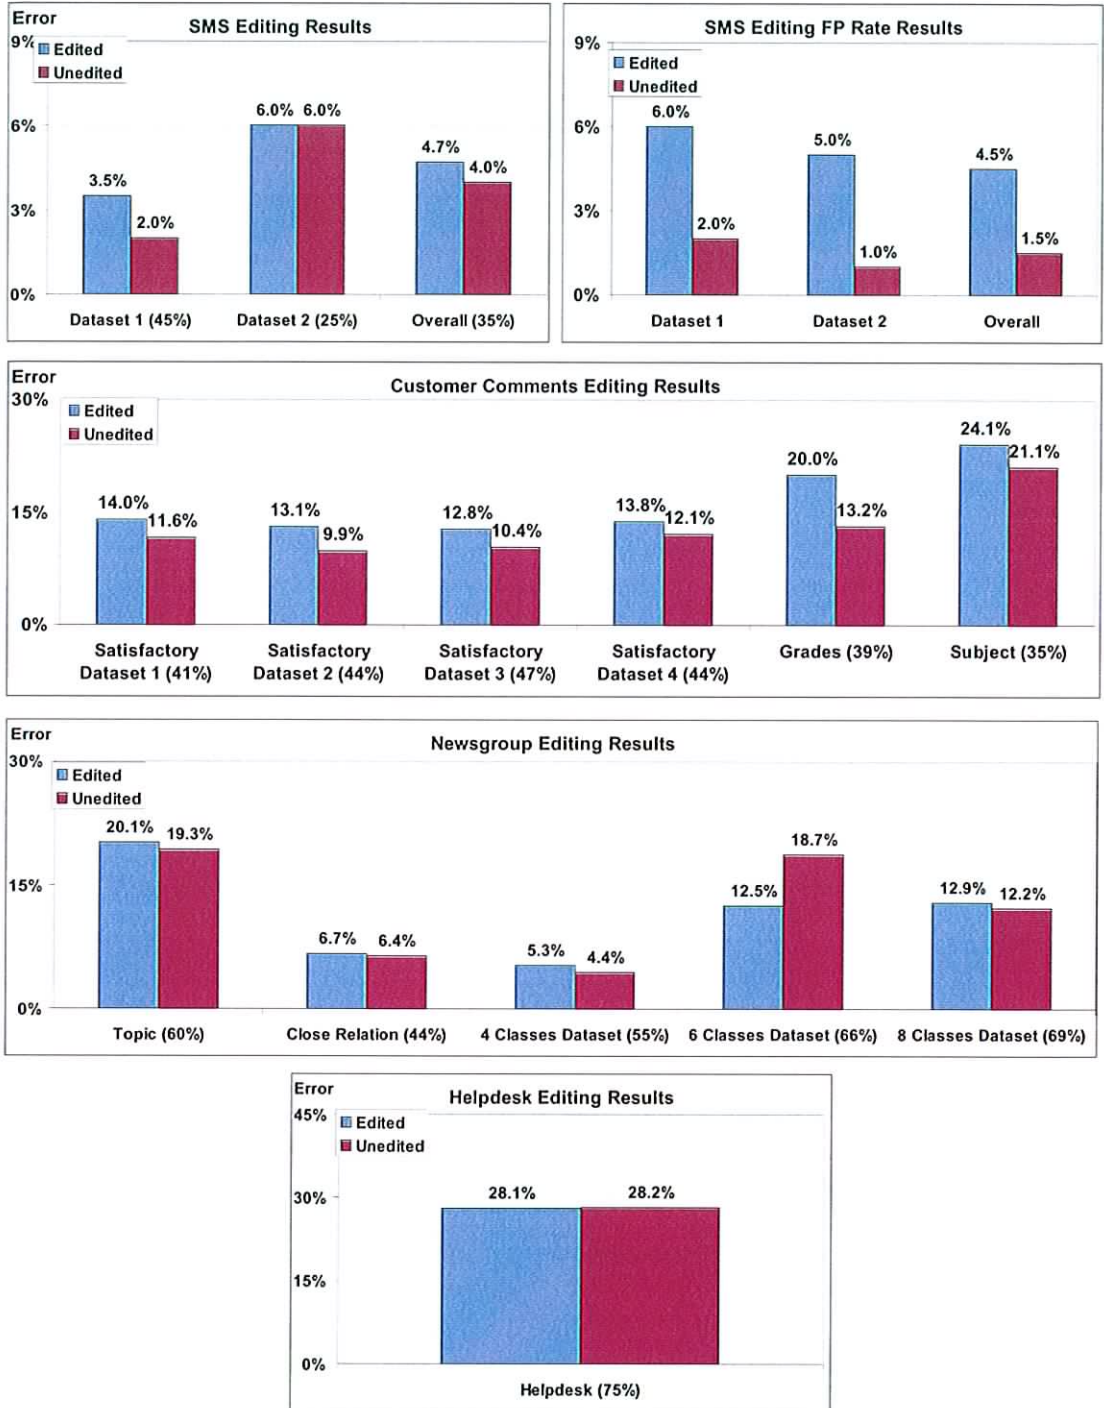 Error
SMS Editing Results
9%
Edited
Unedited
6.0% 6.0%
6%
4.7%
4.0%
3.5%
3%
2.0%
0%
Dataset 1 (45%) Dataset 2 (25%) Overall (35%)
SMS Editing FP Rate Results
9%
Edited
Unedited
6.0%
6%
5.0%
4.5%
3%
2.0%
1.5%
1.0%
0%
Dataset 1 Dataset 2 Overall
Error
Customer Comments Editing Results
30%
Edited
Unedited
24.1%
21.1%
20.0%
15%
14.0% 11.6% 13.1% 9.9% 12.8% 10.4% 13.8% 12.1% 13.2%
0%
Satisfactory Satisfactory Satisfactory Satisfactory Grades (39%) Subject (35%)
Dataset 1 (41%) Dataset 2 (44%) Dataset 3 (47%) Dataset 4 (44%)
Error
Newsgroup Editing Results
30%
Edited
Unedited
20.1% 19.3%
18.7%
15%
12.5%
12.9% 12.2%
6.7% 6.4%
5.3% 4.4%
0%
Topic (60%) Close Relation (44%) 4 Classes Dataset (55%) 6 Classes Dataset (66%) 8 Classes Dataset (69%)
Error
Helpdesk Editing Results
45%
Edited
Unedited
28.1% 28.2%
30%
15%
0%
Helpdesk (75%)